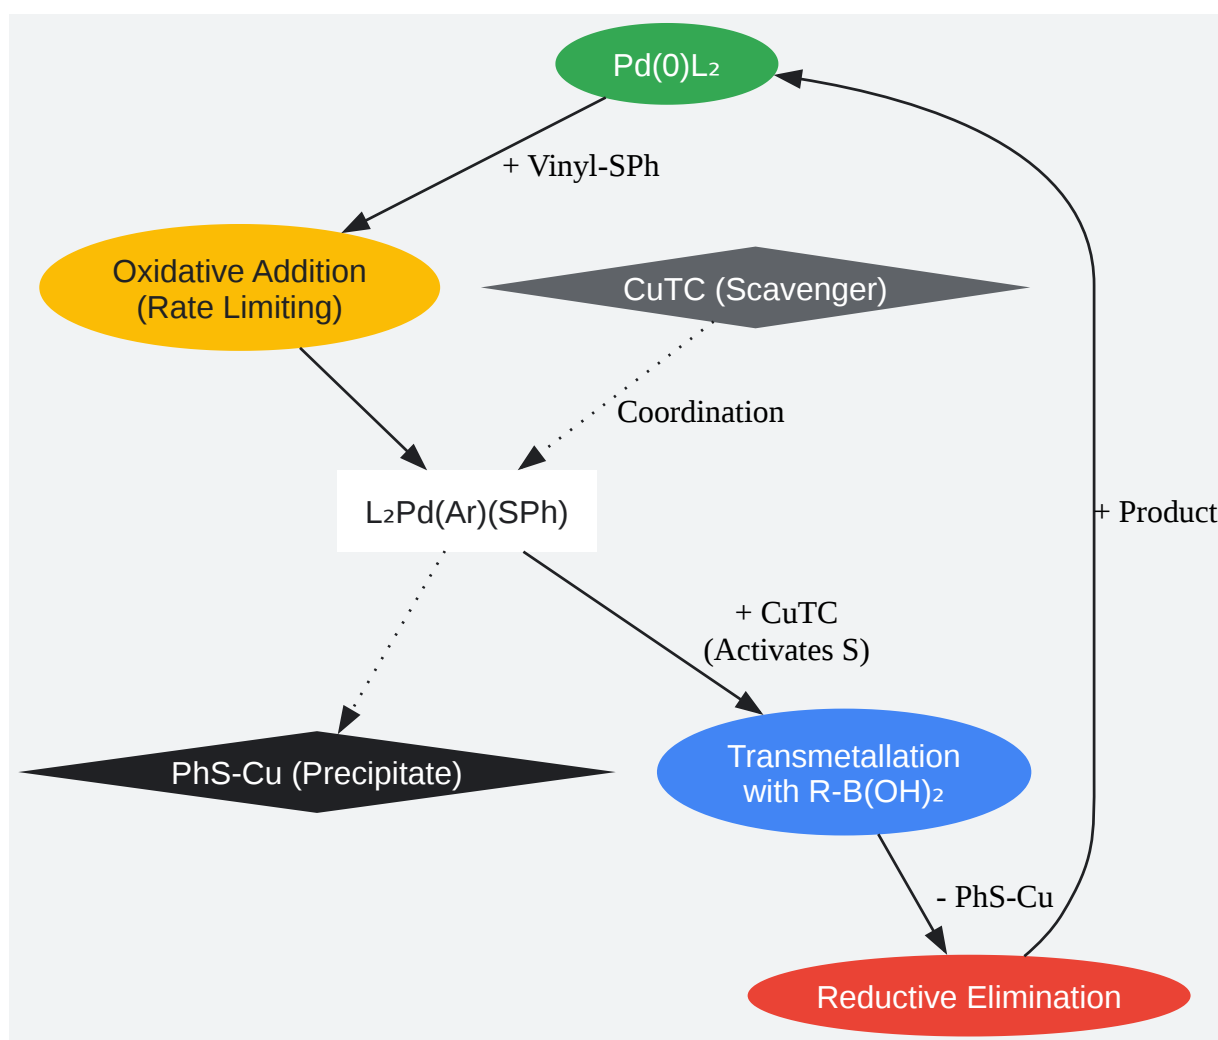 Pd(0)L₂
+ Vinyl-SPh
Oxidative Addition
(Rate Limiting)
CuTC (Scavenger)
Coordination
L₂Pd(Ar)(SPh)
+ Product
+ CuTC
(Activates S)
PhS-Cu (Precipitate)
Transmetallation
with R-B(OH)₂
- PhS-Cu
Reductive Elimination